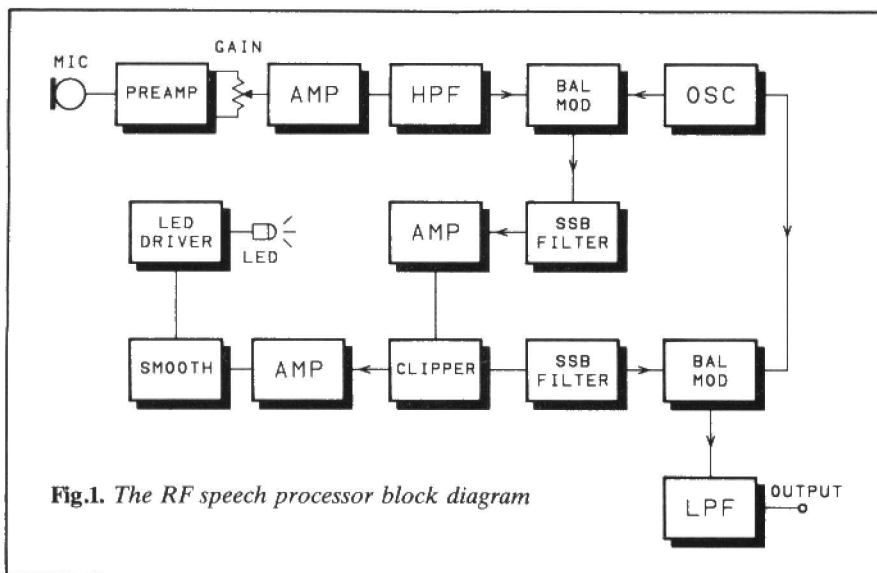 GAIN
MIC
PREAMP
AMP
HPF
BAL
MOD
OSC
LED
DRIVER
LED
AMP
SSB
FILTER
SMOOTH
AMP
CLIPPER
SSB
FILTER
BAL
MOD
Fig.1. The RF speech processor block diagram
LPF
OUTPUT